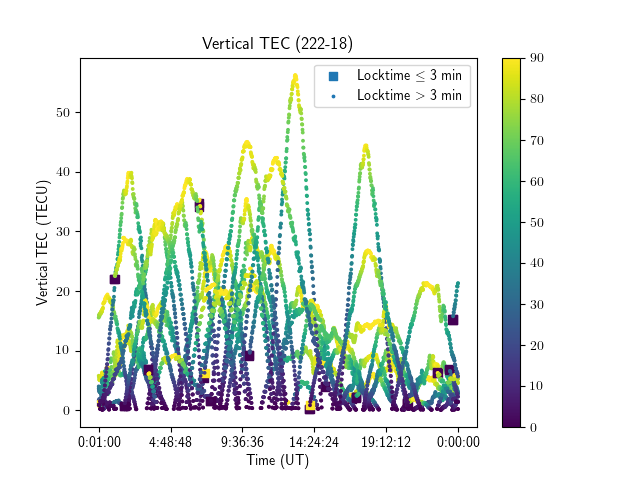 Vertical TEC (222-18)
Locktime ≤ 3 min
Locktime > 3 min
Vertical TEC (TECU)
50
40
30
20
10
0
0:01:00 4:48:48 9:36:36 14:24:24 19:12:12 0:00:00
Time (UT)
90
80
70
60
50
40
30
20
10
0